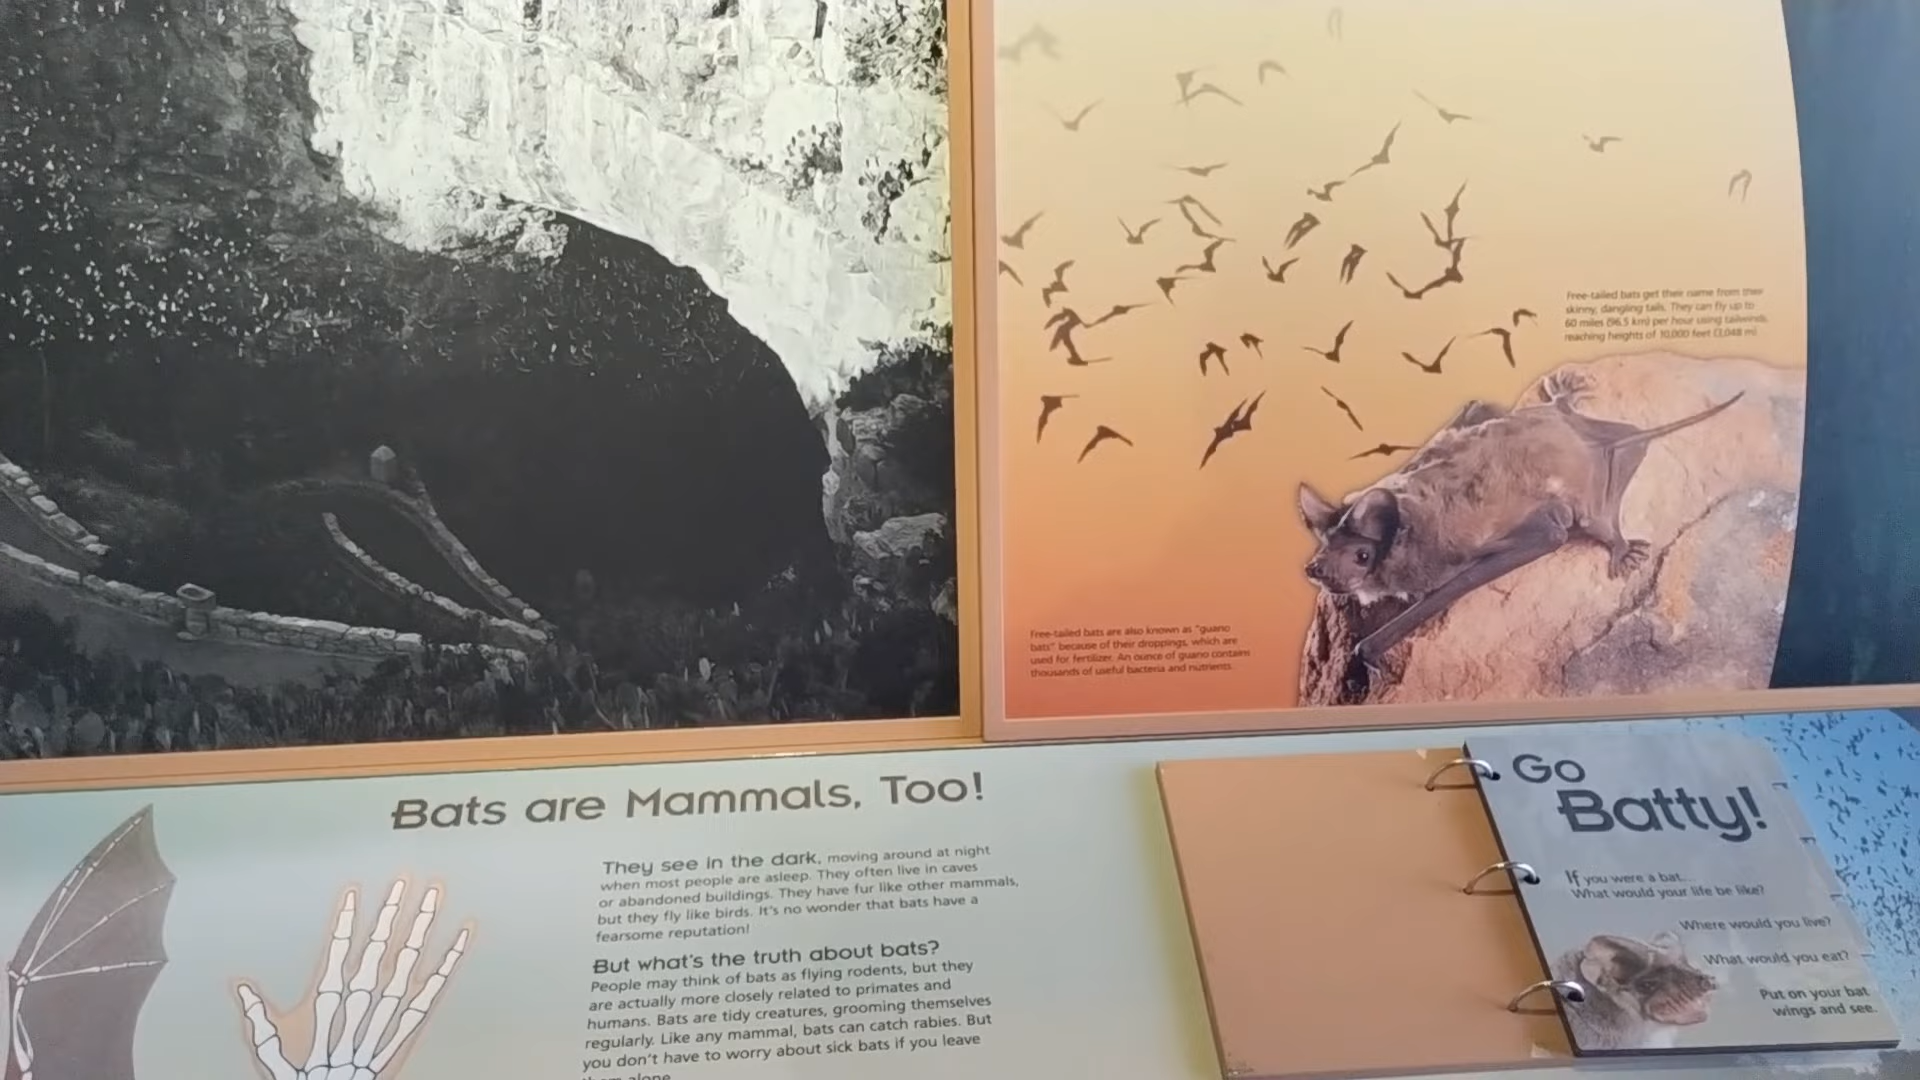 Free-tailed bats get their name from their
skinny, dangling tails. They can fly up to
60 miles (96.5 km) per hour using tailwinds,
reaching heights of 10,000 feet (3,048 m).
Free-tailed bats are also known as "guano
bats" because of their droppings, which are
used for fertilizer. An ounce of guano contains
thousands of useful bacteria and nutrients.
Bats are Mammals, Too!
They see in the dark, moving around at night
when most people are asleep. They often live in caves
or abandoned buildings. They have fur like other mammals,
but they fly like birds. It's no wonder that bats have a
fearsome reputation!
But what's the truth about bats?
People may think of bats as flying rodents, but they
are actually more closely related to primates and
humans. Bats are tidy creatures, grooming themselves
regularly. Like any mammal, bats can catch rabies. But
you don't have to worry about sick bats if you leave
them alone.
Go
Batty!
If you were a bat...
What would your life be like?
Where would you live?
What would you eat?
Put on your bat
wings and see.